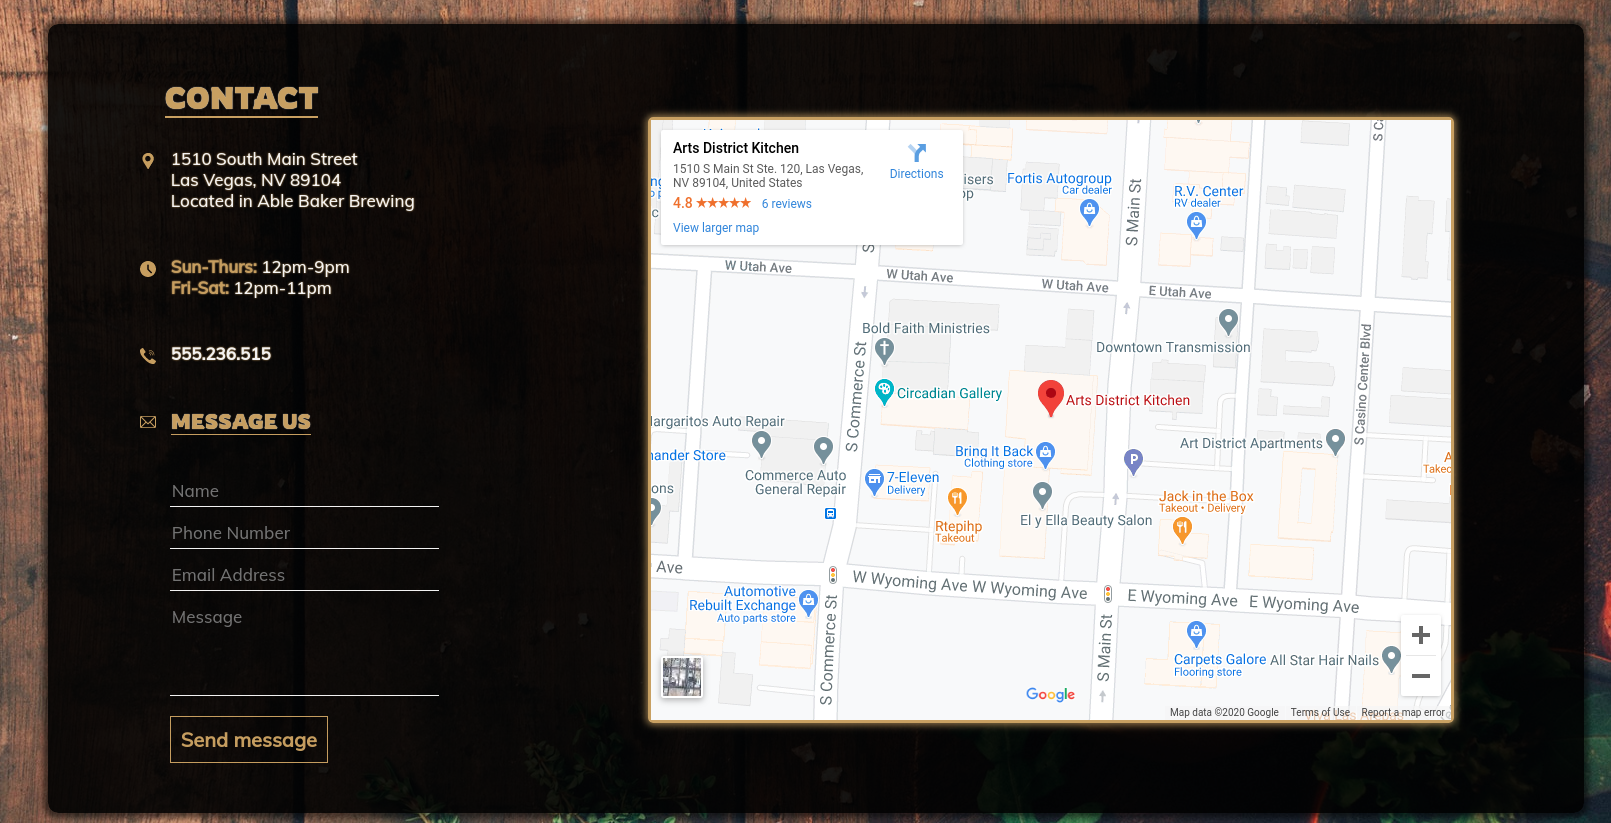 CONTACT
1510 South Main Street
Las Vegas, NV 89104
Located in Able Baker Brewing
Sun-Thurs: 12pm-9pm
Fri-Sat: 12pm-11pm
555.236.515
MESSAGE US
Name
Phone Number
Email Address
Message
Send message
Arts District Kitchen
1510 S Main St Ste. 120, Las Vegas,
NV 89104, United States
Directions
4.8 ★★★★★ 6 reviews
View larger map
Fortis Autogroup
Car dealer
R.V. Center
RV dealer
S Main St
W Utah Ave
W Utah Ave
W Utah Ave
E Utah Ave
Bold Faith Ministries
Downtown Transmission
S Commerce St
S Casino Center Blvd
Circadian Gallery
Arts District Kitchen
largaritos Auto Repair
Art District Apartments
Bring It Back
Clothing store
P
nander Store
Commerce Auto
General Repair
7-Eleven
Delivery
ons
Rtepihp
Takeout
El y Ella Beauty Salon
Jack in the Box
Takeout • Delivery
Ave
W Wyoming Ave
W Wyoming Ave
E Wyoming Ave
E Wyoming Ave
Automotive
Rebuilt Exchange
Auto parts store
S Commerce St
S Main St
Carpets Galore
Flooring store
All Star Hair Nails
Google
Map data ©2020 Google
Terms of Use
Report a map error